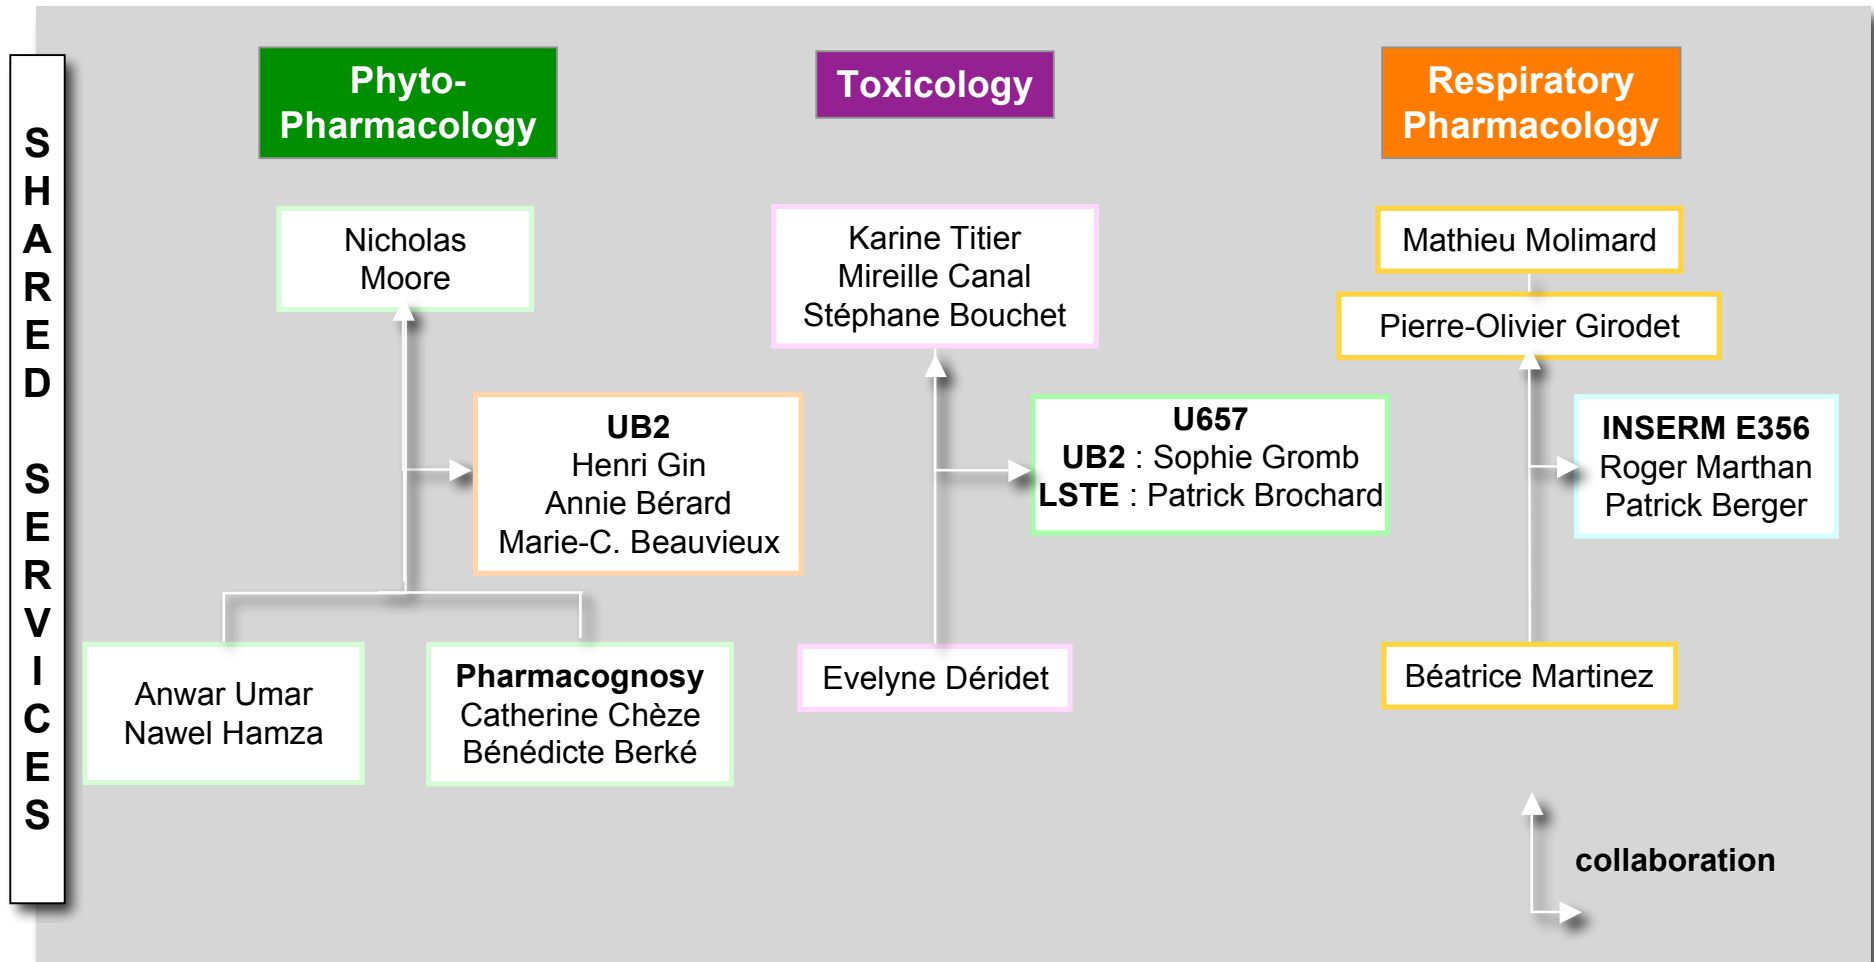 SHARED SERVICES
Phyto-
Pharmacology
Nicholas
Moore
UB2
Henri Gin
Annie Bérard
Marie-C. Beauvieux
Anwar Umar
Nawel Hamza
Pharmacognosy
Catherine Chèze
Bénédicte Berké
Toxicology
Karine Titier
Mireille Canal
Stéphane Bouchet
U657
UB2 : Sophie Gromb
LSTE : Patrick Brochard
Evelyne Déridet
Respiratory
Pharmacology
Mathieu Molimard
Pierre-Olivier Girodet
INSERM E356
Roger Marthan
Patrick Berger
Béatrice Martinez
collaboration